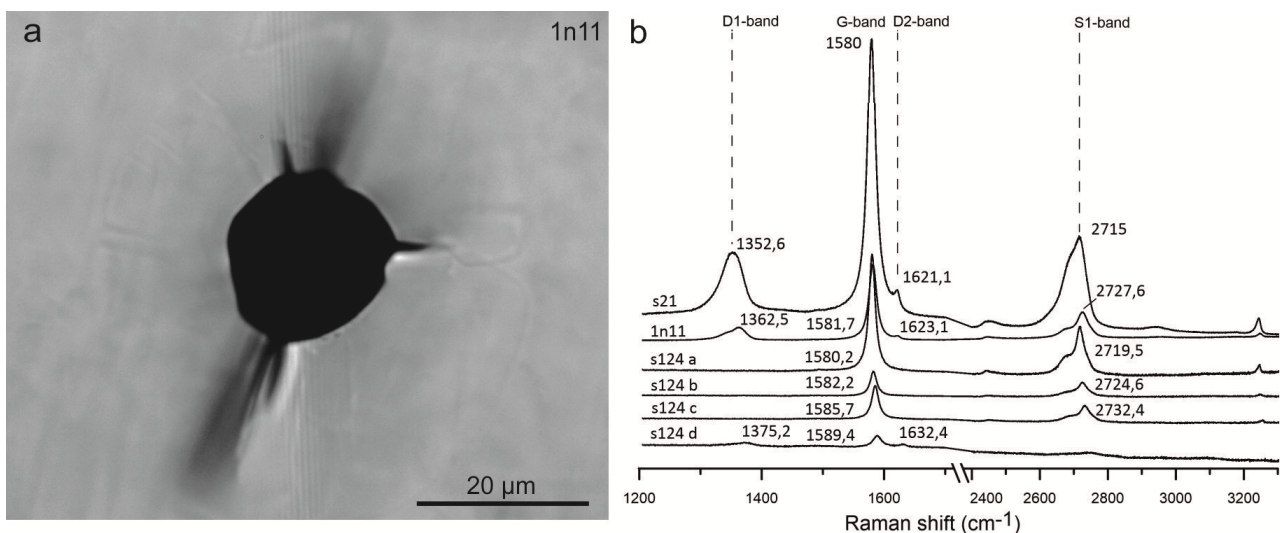 a
1n11
20 µm
b
D1-band
G-band
D2-band
S1-band
1580
1352,6
1621,1
2715
2727,6
s21
1n11
1362,5
1581,7
1623,1
s124 a
1580,2
2719,5
s124 b
1582,2
2724,6
s124 c
1585,7
2732,4
s124 d
1375,2
1589,4
1632,4
1200 1400 1600 2400 2600 2800 3000 3200
Raman shift (cm-1)